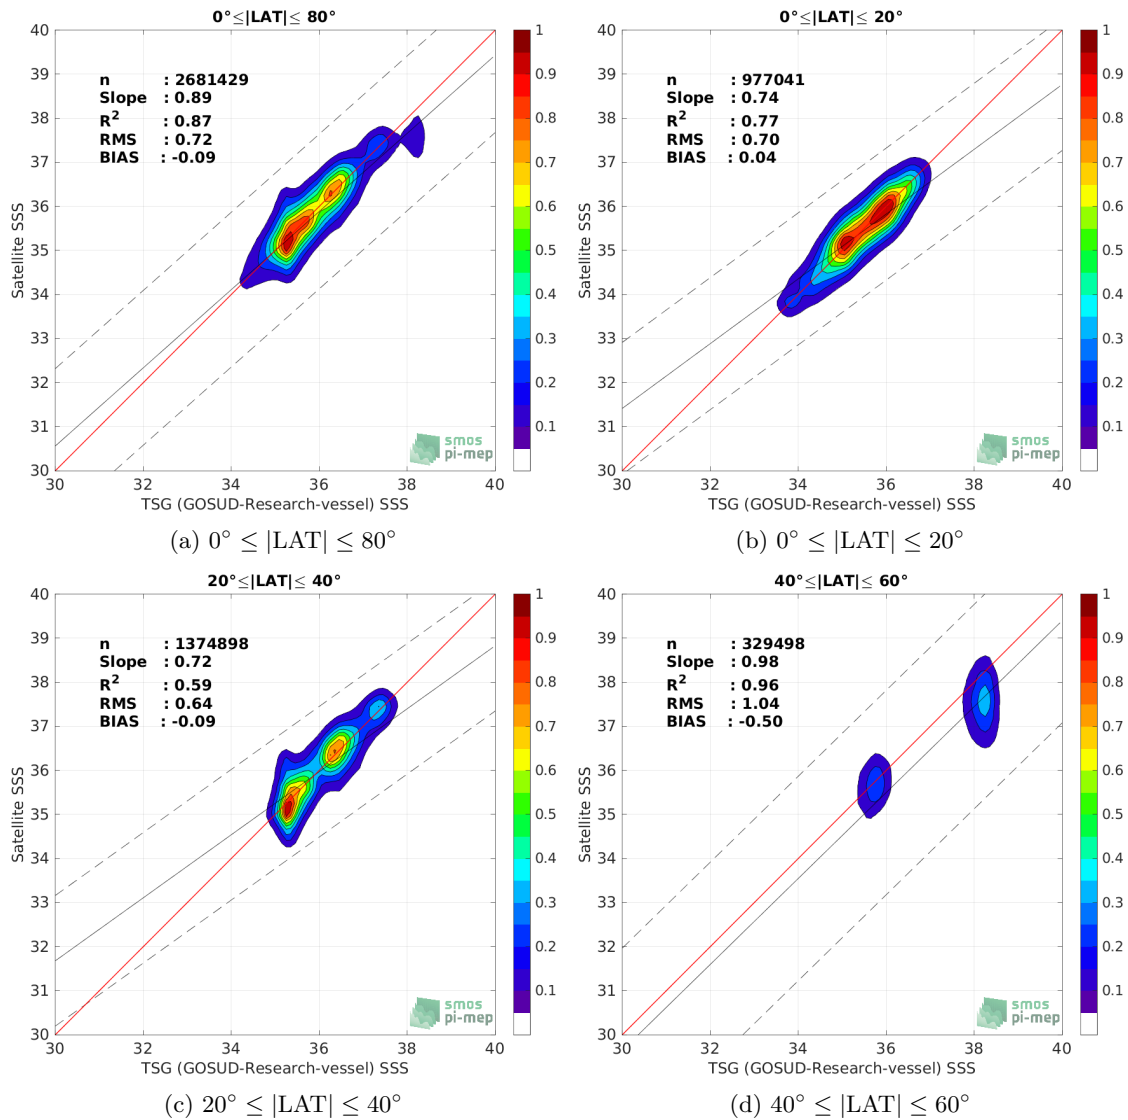 0°≤|LAT|≤ 80°
n : 2681429
Slope : 0.89
R² : 0.87
RMS : 0.72
BIAS : -0.09
Satellite SSS
40
39
38
37
36
35
34
33
32
31
30
30 32 34 36 38 40
TSG (GOSUD-Research-vessel) SSS
1
0.9
0.8
0.7
0.6
0.5
0.4
0.3
0.2
0.1
smos
pi-mep
(a) 0° ≤ |LAT| ≤ 80°
0°≤|LAT|≤ 20°
n : 977041
Slope : 0.74
R² : 0.77
RMS : 0.70
BIAS : 0.04
Satellite SSS
40
39
38
37
36
35
34
33
32
31
30
30 32 34 36 38 40
TSG (GOSUD-Research-vessel) SSS
1
0.9
0.8
0.7
0.6
0.5
0.4
0.3
0.2
0.1
smos
pi-mep
(b) 0° ≤ |LAT| ≤ 20°
20°≤|LAT|≤ 40°
n : 1374898
Slope : 0.72
R² : 0.59
RMS : 0.64
BIAS : -0.09
Satellite SSS
40
39
38
37
36
35
34
33
32
31
30
30 32 34 36 38 40
TSG (GOSUD-Research-vessel) SSS
1
0.9
0.8
0.7
0.6
0.5
0.4
0.3
0.2
0.1
smos
pi-mep
(c) 20° ≤ |LAT| ≤ 40°
40°≤|LAT|≤ 60°
n : 329498
Slope : 0.98
R² : 0.96
RMS : 1.04
BIAS : -0.50
Satellite SSS
40
39
38
37
36
35
34
33
32
31
30
30 32 34 36 38 40
TSG (GOSUD-Research-vessel) SSS
1
0.9
0.8
0.7
0.6
0.5
0.4
0.3
0.2
0.1
smos
pi-mep
(d) 40° ≤ |LAT| ≤ 60°